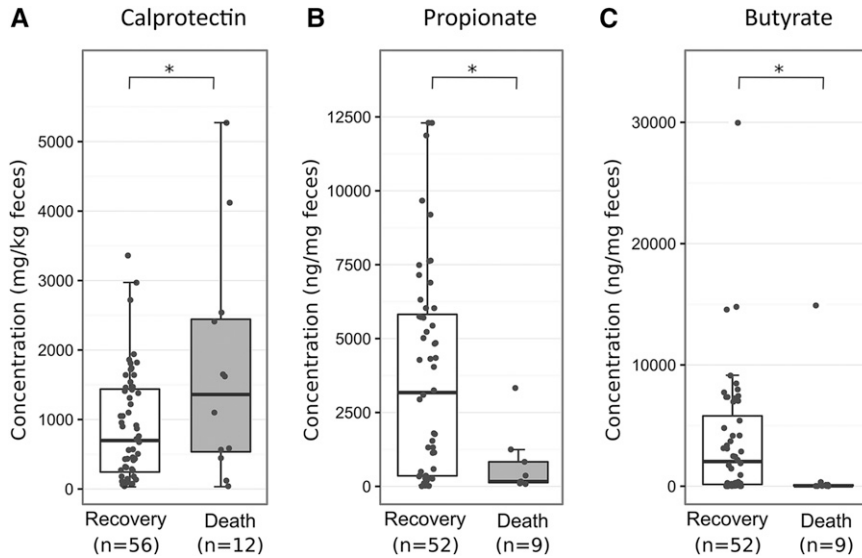 A Calprotectin
Concentration (mg/kg feces)
5000
4000
3000
2000
1000
0
*
Recovery
(n=56)
Death
(n=12)
B Propionate
Concentration (ng/mg feces)
12500
10000
7500
5000
2500
0
*
Recovery
(n=52)
Death
(n=9)
C Butyrate
Concentration (ng/mg feces)
30000
20000
10000
0
*
Recovery
(n=52)
Death
(n=9)